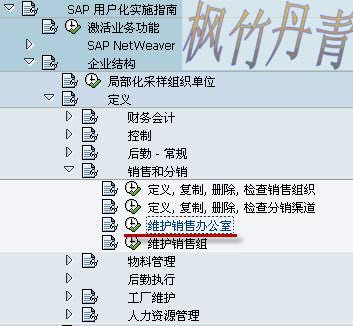 SAP 用户化实施指南
枫竹丹青
激活业务功能
SAP NetWeaver
企业结构
局部化采样组织单位
定义
财务会计
控制
后勤 - 常规
销售和分销
定义, 复制, 删除, 检查销售组织
定义, 复制, 删除, 检查分销渠道
维护销售办公室
维护销售组
物料管理
后勤执行
工厂维护
人力资源管理